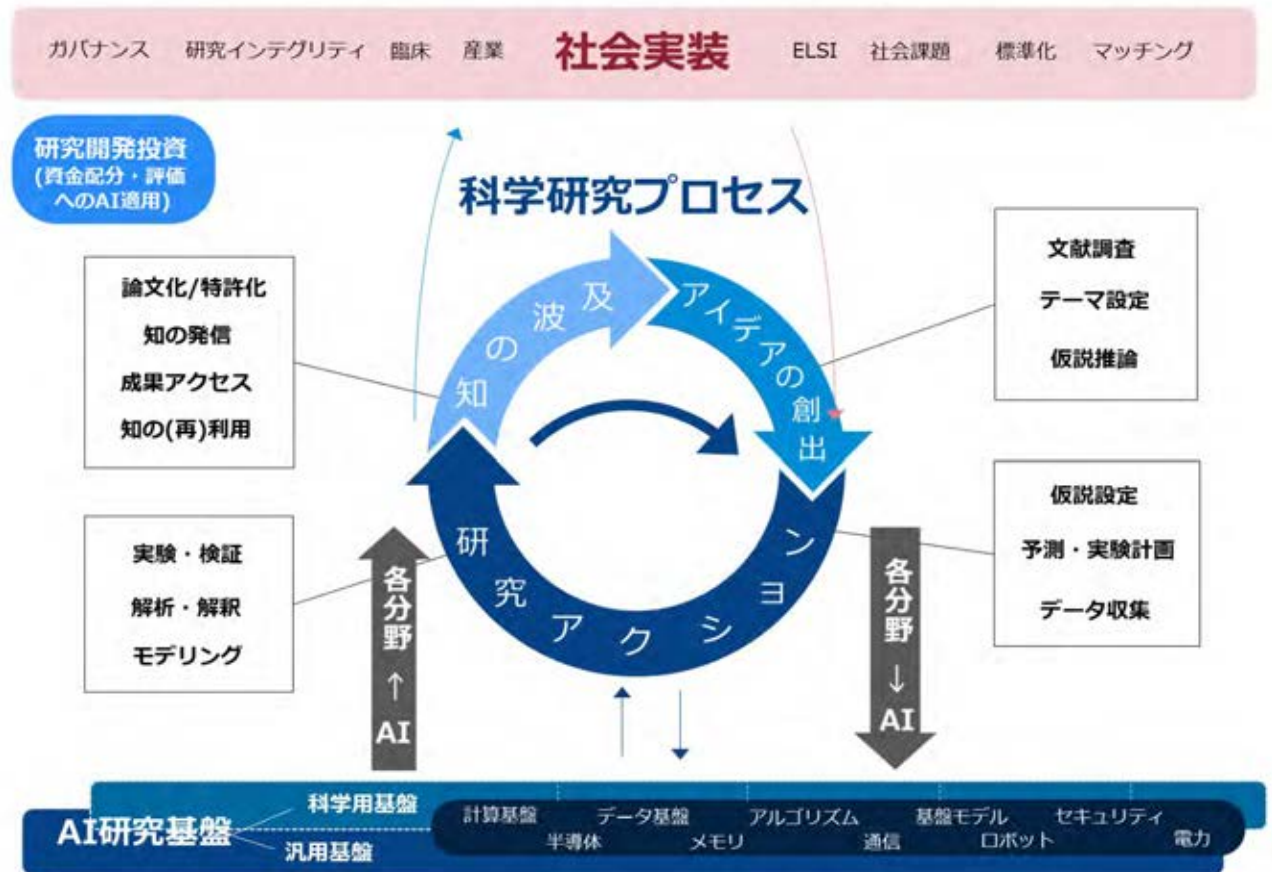 ガバナンス 研究インテグリティ 臨床 産業 社会実装 ELSI 社会課題 標準化 マッチング
研究開発投資
(資金配分・評価
へのAI適用)
科学研究プロセス
論文化/特許化
知の発信
成果アクセス
知の(再)利用
知の波及
アイデアの創出
文献調査
テーマ設定
仮説推論
実験・検証
解析・解釈
モデリング
研究アクション
仮説設定
予測・実験計画
データ収集
各分野
↑
AI
各分野
↓
AI
AI研究基盤
科学用基盤
汎用基盤
計算基盤 データ基盤 アルゴリズム 基盤モデル セキュリティ
半導体 メモリ 通信 ロボット 電力